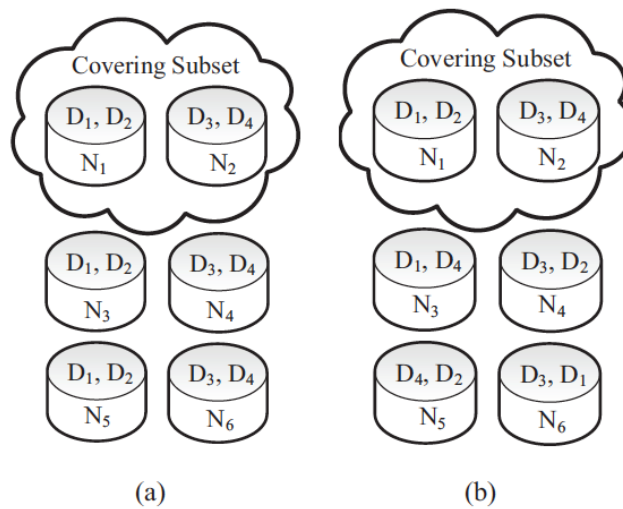 Covering Subset
D₁, D₂ D₃, D₄
N₁ N₂
D₁, D₂ D₃, D₄
N₃ N₄
D₁, D₂ D₃, D₄
N₅ N₆
(a)
Covering Subset
D₁, D₂ D₃, D₄
N₁ N₂
D₁, D₄ D₃, D₂
N₃ N₄
D₄, D₂ D₃, D₁
N₅ N₆
(b)